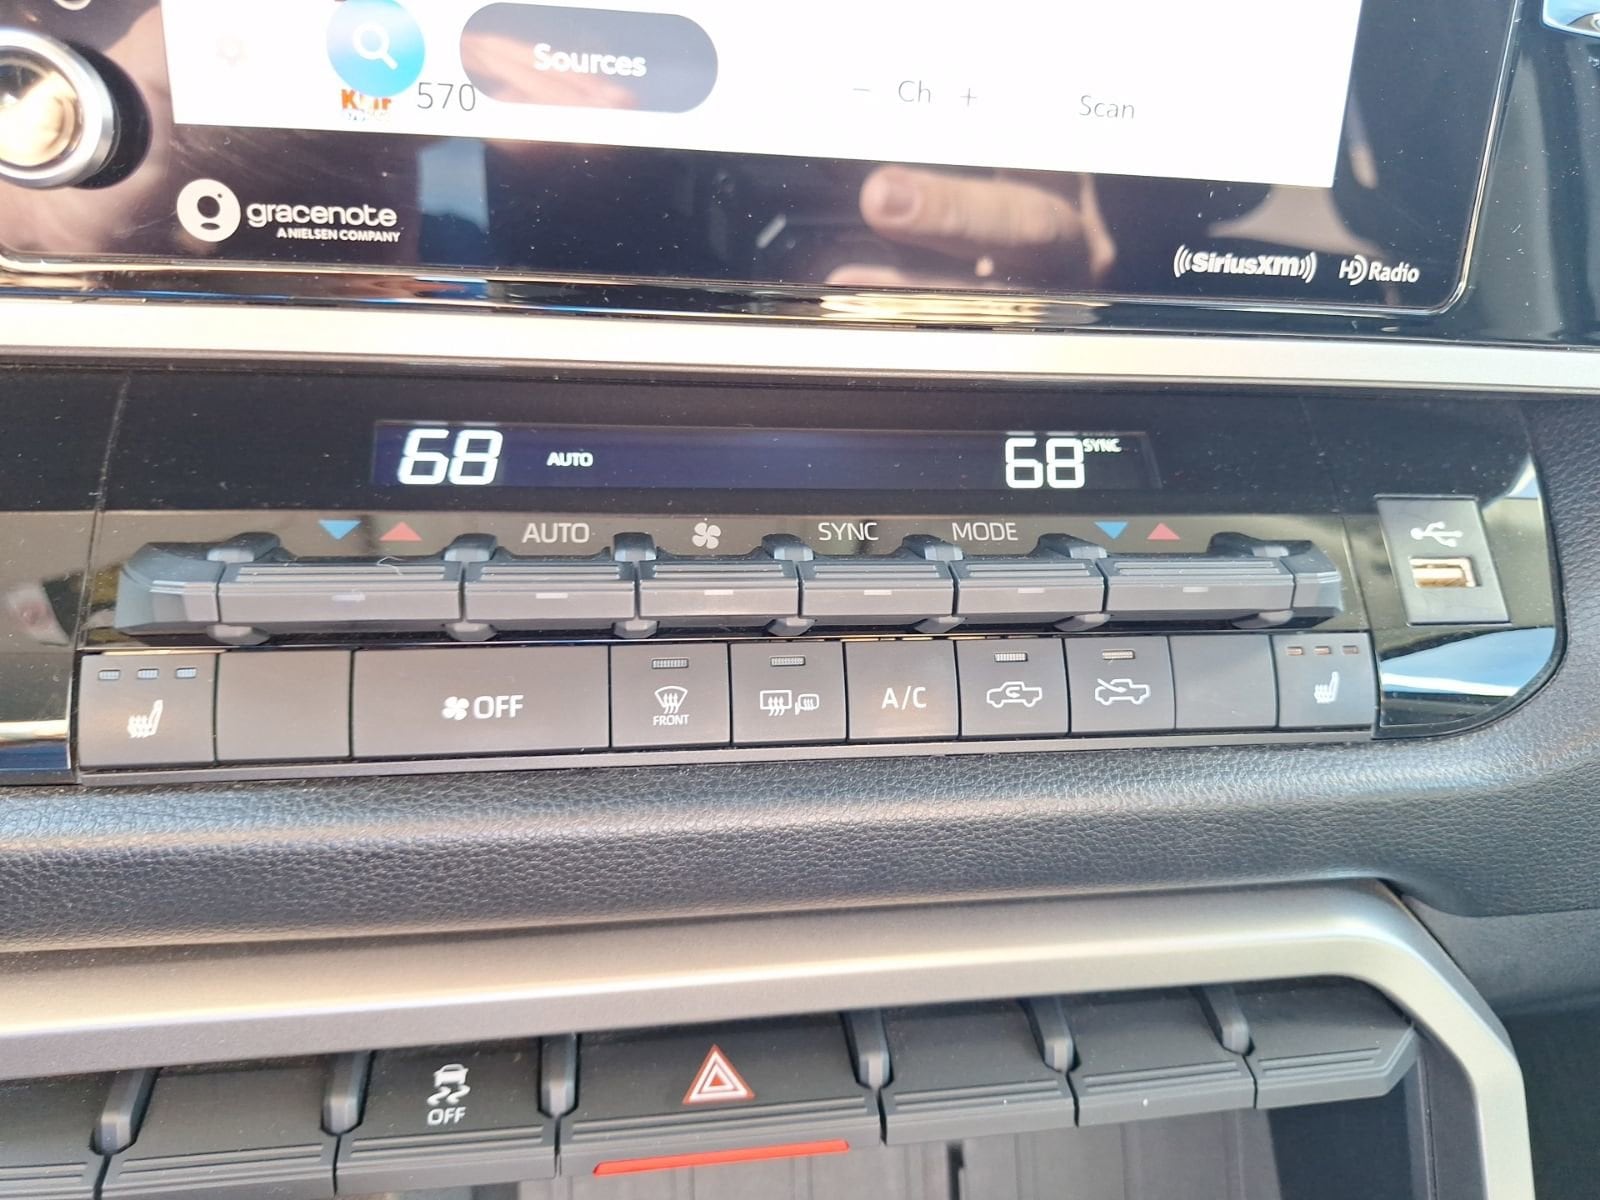 Sources
570
- Ch +
Scan
gracenote
A NIELSEN COMPANY
SiriusXM
HD Radio
68 AUTO 68 SYNC
AUTO SYNC MODE
OFF
FRONT
A/C
OFF